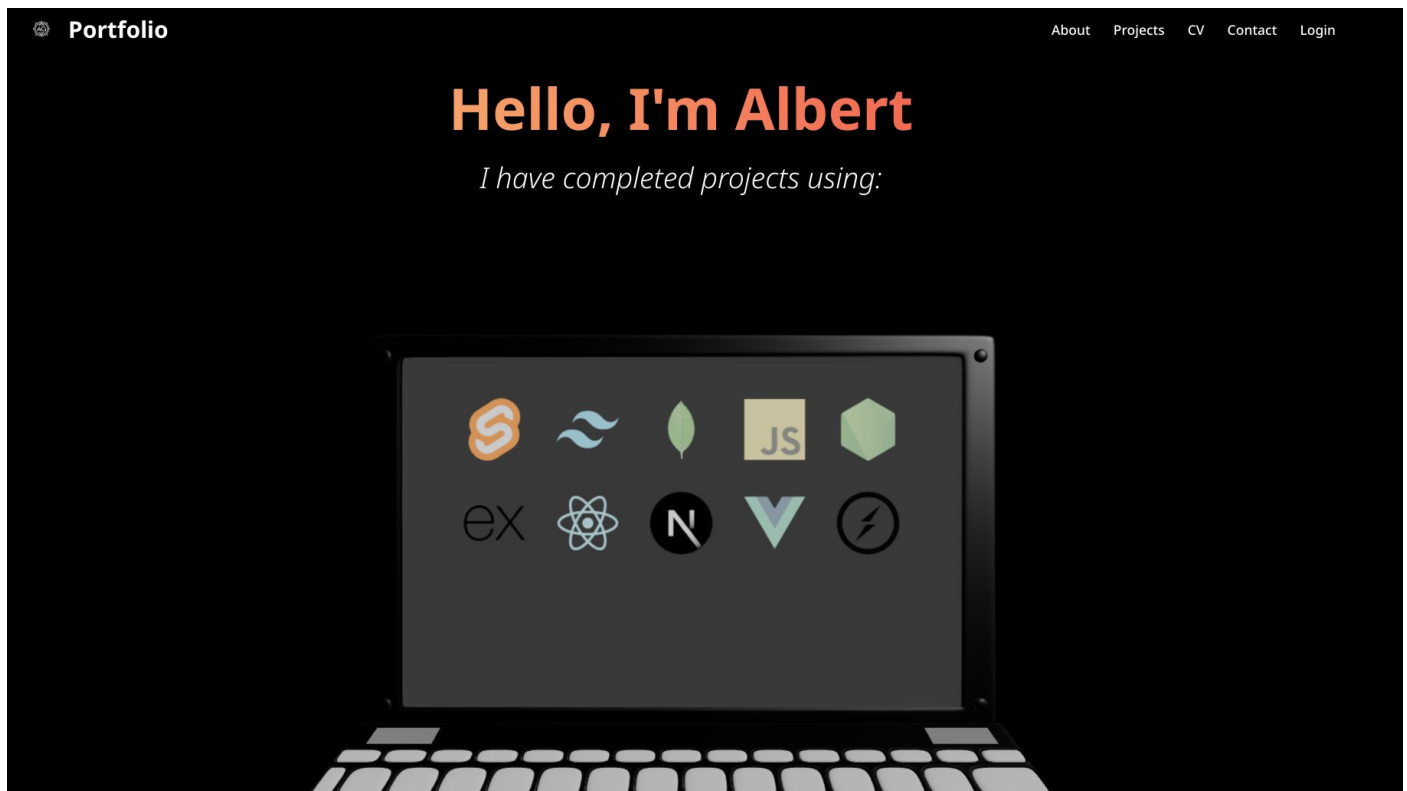 Portfolio
About Projects CV Contact Login
Hello, I'm Albert
I have completed projects using:
JS
ex
N